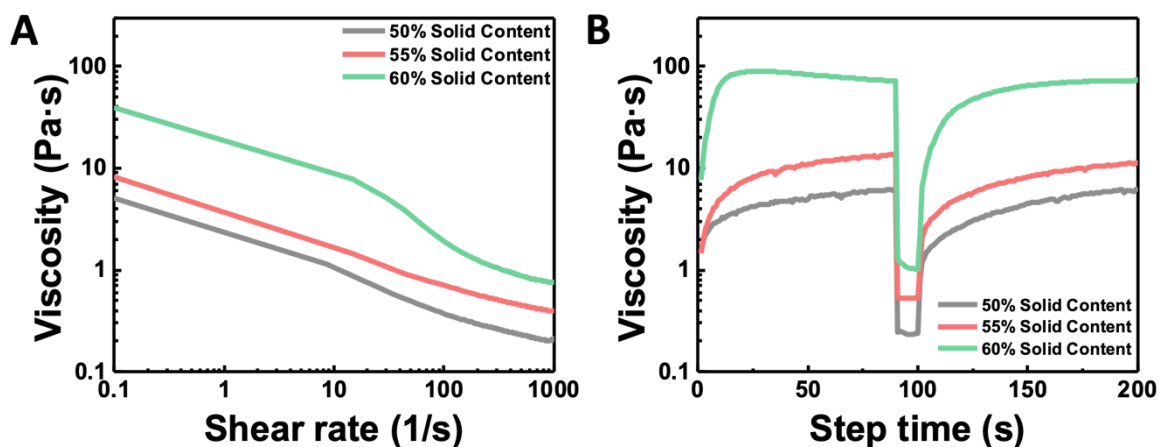 A
Viscosity (Pa·s)
100
10
1
0.1
50% Solid Content
55% Solid Content
60% Solid Content
0.1 1 10 100 1000
Shear rate (1/s)
B
Viscosity (Pa·s)
100
10
1
0.1
50% Solid Content
55% Solid Content
60% Solid Content
0 50 100 150 200
Step time (s)